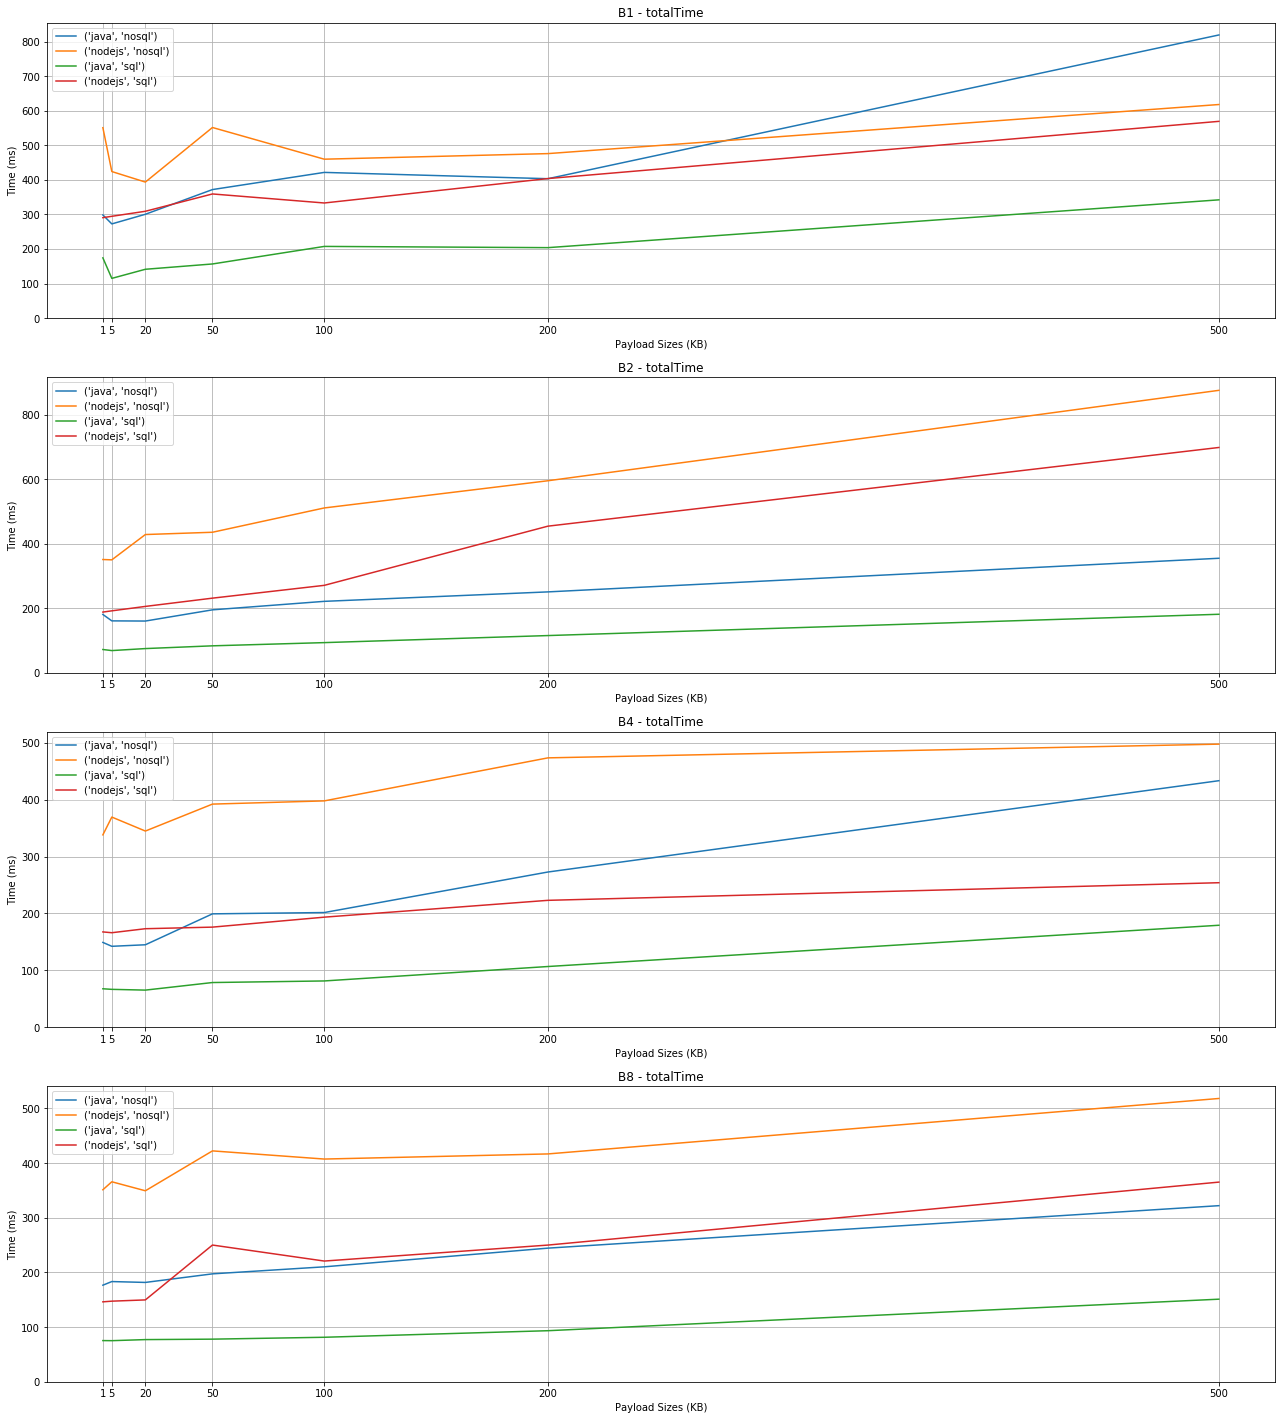 B1 - totalTime
('java', 'nosql')
('nodejs', 'nosql')
('java', 'sql')
('nodejs', 'sql')
800
700
600
500
400
300
200
100
0
Time (ms)
1 5 20 50 100 200 500
Payload Sizes (KB)
B2 - totalTime
('java', 'nosql')
('nodejs', 'nosql')
('java', 'sql')
('nodejs', 'sql')
800
600
400
200
0
Time (ms)
1 5 20 50 100 200 500
Payload Sizes (KB)
B4 - totalTime
('java', 'nosql')
('nodejs', 'nosql')
('java', 'sql')
('nodejs', 'sql')
500
400
300
200
100
0
Time (ms)
1 5 20 50 100 200 500
Payload Sizes (KB)
B8 - totalTime
('java', 'nosql')
('nodejs', 'nosql')
('java', 'sql')
('nodejs', 'sql')
500
400
300
200
100
0
Time (ms)
1 5 20 50 100 200 500
Payload Sizes (KB)